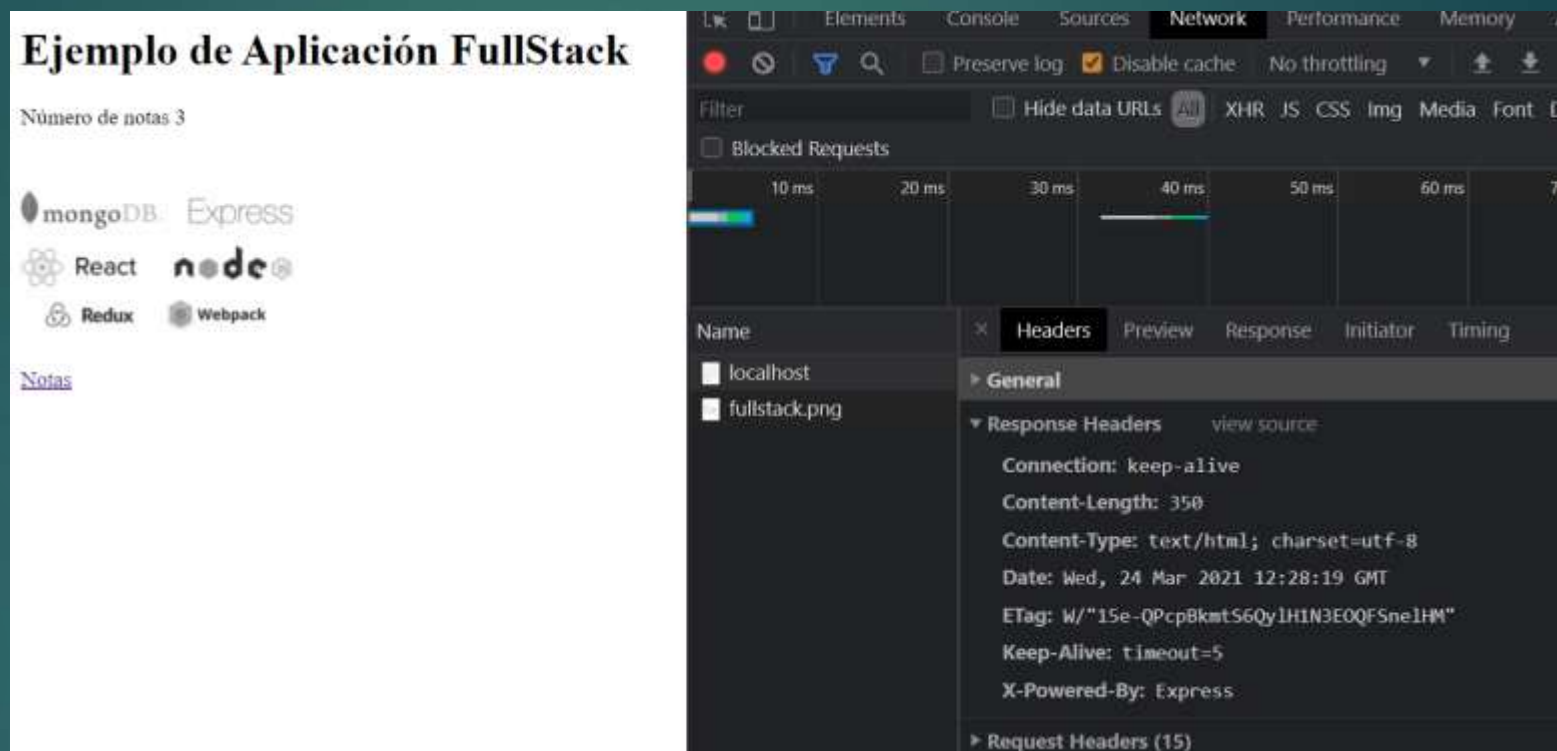 Ejemplo de Aplicación FullStack
Número de notas 3
mongoDB Express
React node
Redux Webpack
Notas
Elements Console Sources Network Performance Memory
Preserve log Disable cache No throttling
Filter Hide data URLs All XHR JS CSS Img Media Font
Blocked Requests
10 ms 20 ms 30 ms 40 ms 50 ms 60 ms
Name
localhost
fullstack.png
Headers Preview Response Initiator Timing
General
Response Headers view source
Connection: keep-alive
Content-Length: 350
Content-Type: text/html; charset=utf-8
Date: Wed, 24 Mar 2021 12:28:19 GMT
ETag:
Keep-Alive: timeout=5
X-Powered-By: Express
Request Headers (15)